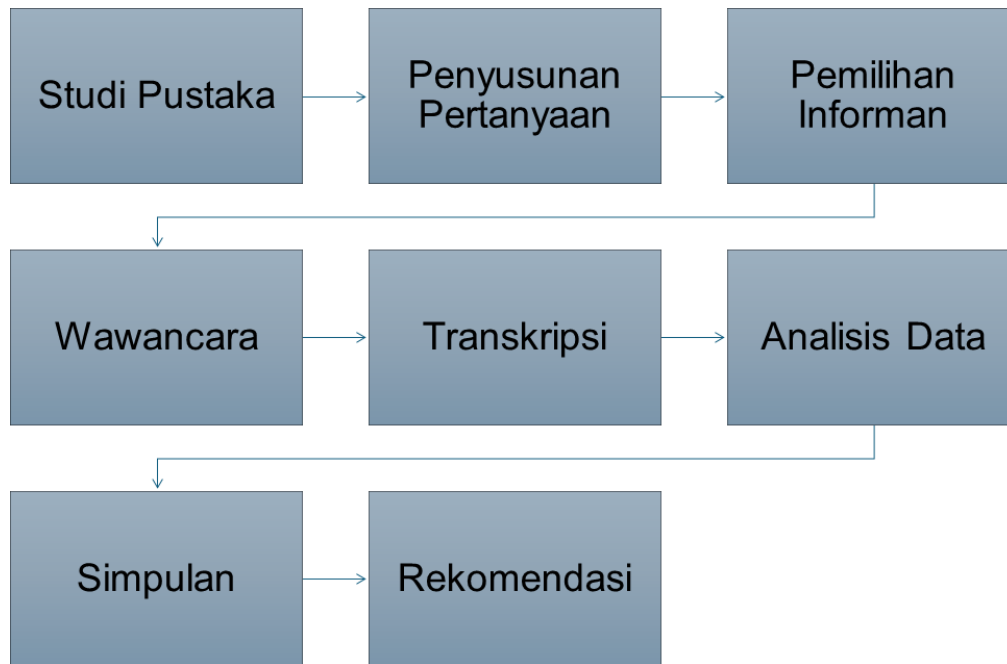 Studi Pustaka
Penyusunan
Pertanyaan
Pemilihan
Informan
Wawancara
Transkripsi
Analisis Data
Simpulan
Rekomendasi